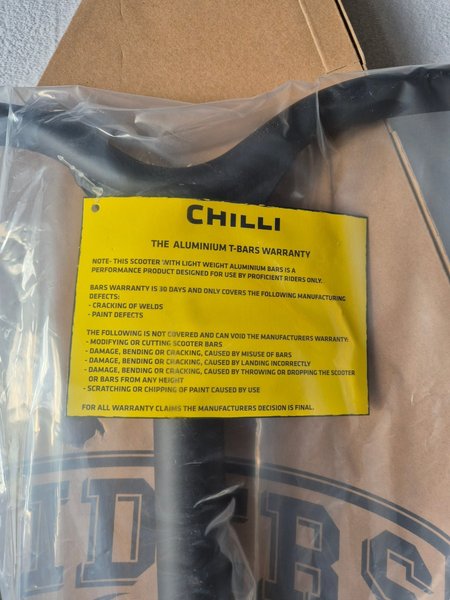 CHILLI
THE ALUMINIUM T-BARS WARRANTY
NOTE- THIS SCOOTER WITH LIGHT WEIGHT ALUMINIUM BARS IS A
PERFORMANCE PRODUCT DESIGNED FOR USE BY PROFICIENT RIDERS ONLY.
BARS WARRANTY IS 30 DAYS AND ONLY COVERS THE FOLLOWING MANUFACTURING
DEFECTS:
- CRACKING OF WELDS
- PAINT DEFECTS
THE FOLLOWING IS NOT COVERED AND CAN VOID THE MANUFACTURERS WARRANTY:
- MODIFYING OR CUTTING SCOOTER BARS
- DAMAGE, BENDING OR CRACKING, CAUSED BY MISUSE OF BARS
- DAMAGE, BENDING OR CRACKING, CAUSED BY LANDING INCORRECTLY
- DAMAGE, BENDING OR CRACKING, CAUSED BY THROWING OR DROPPING THE SCOOTER
OR BARS FROM ANY HEIGHT
- SCRATCHING OR CHIPPING OF PAINT CAUSED BY USE
FOR ALL WARRANTY CLAIMS THE MANUFACTURERS DECISION IS FINAL.